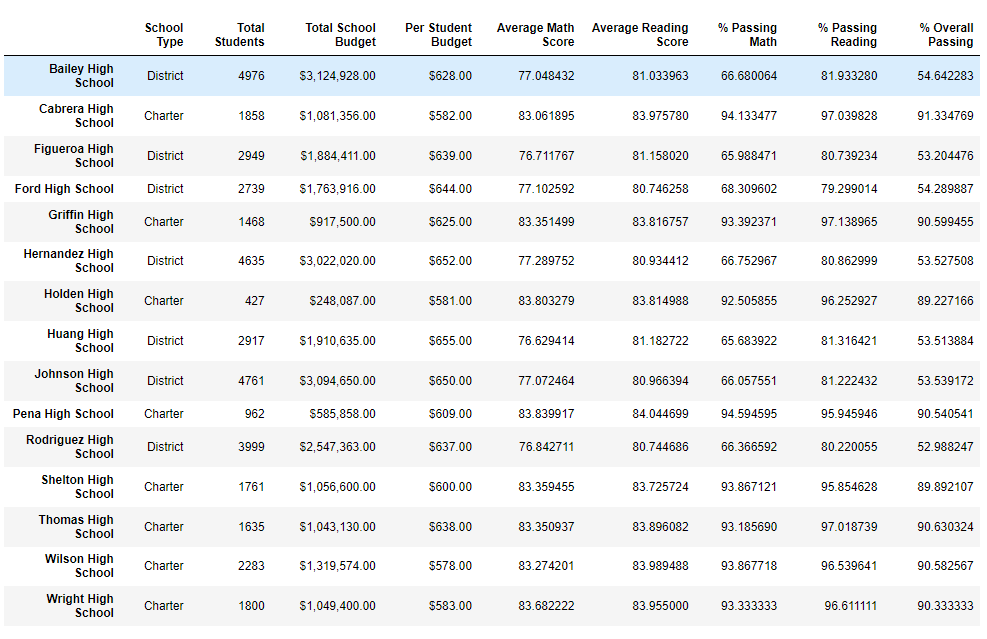 School Type Total Students Total School Budget Per Student Budget Average Math Score Average Reading Score % Passing Math % Passing Reading % Overall Passing
Bailey High School District 4976 $3,124,928.00 $628.00 77.048432 81.033963 66.680064 81.933280 54.642283
Cabrera High School Charter 1858 $1,081,356.00 $582.00 83.061895 83.975780 94.133477 97.039828 91.334769
Figueroa High School District 2949 $1,884,411.00 $639.00 76.711767 81.158020 65.988471 80.739234 53.204476
Ford High School District 2739 $1,763,916.00 $644.00 77.102592 80.746258 68.309602 79.299014 54.289887
Griffin High School Charter 1468 $917,500.00 $625.00 83.351499 83.816757 93.392371 97.138965 90.599455
Hernandez High School District 4635 $3,022,020.00 $652.00 77.289752 80.934412 66.752967 80.862999 53.527508
Holden High School Charter 427 $248,087.00 $581.00 83.803279 83.814988 92.505855 96.252927 89.227166
Huang High School District 2917 $1,910,635.00 $655.00 76.629414 81.182722 65.683922 81.316421 53.513884
Johnson High School District 4761 $3,094,650.00 $650.00 77.072464 80.966394 66.057551 81.222432 53.539172
Pena High School Charter 962 $585,858.00 $609.00 83.839917 84.044699 94.594595 95.945946 90.540541
Rodriguez High School District 3999 $2,547,363.00 $637.00 76.842711 80.744686 66.366592 80.220055 52.988247
Shelton High School Charter 1761 $1,056,600.00 $600.00 83.359455 83.725724 93.867121 95.854628 89.892107
Thomas High School Charter 1635 $1,043,130.00 $638.00 83.350937 83.896082 93.185690 97.018739 90.630324
Wilson High School Charter 2283 $1,319,574.00 $578.00 83.274201 83.989488 93.867718 96.539641 90.582567
Wright High School Charter 1800 $1,049,400.00 $583.00 83.682222 83.955000 93.333333 96.611111 90.333333